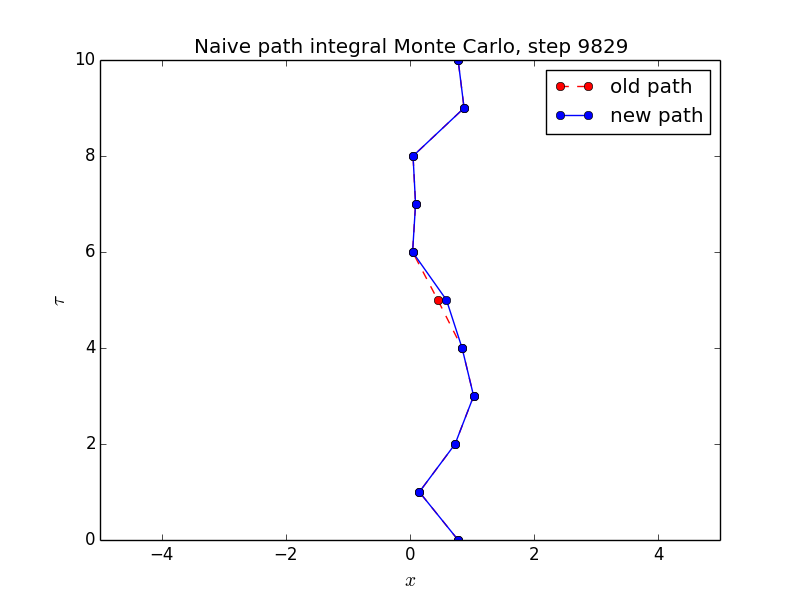 Naive path integral Monte Carlo, step 9829
old path
new path
10
8
6
4
2
0
τ
−4 −2 0 2 4
x